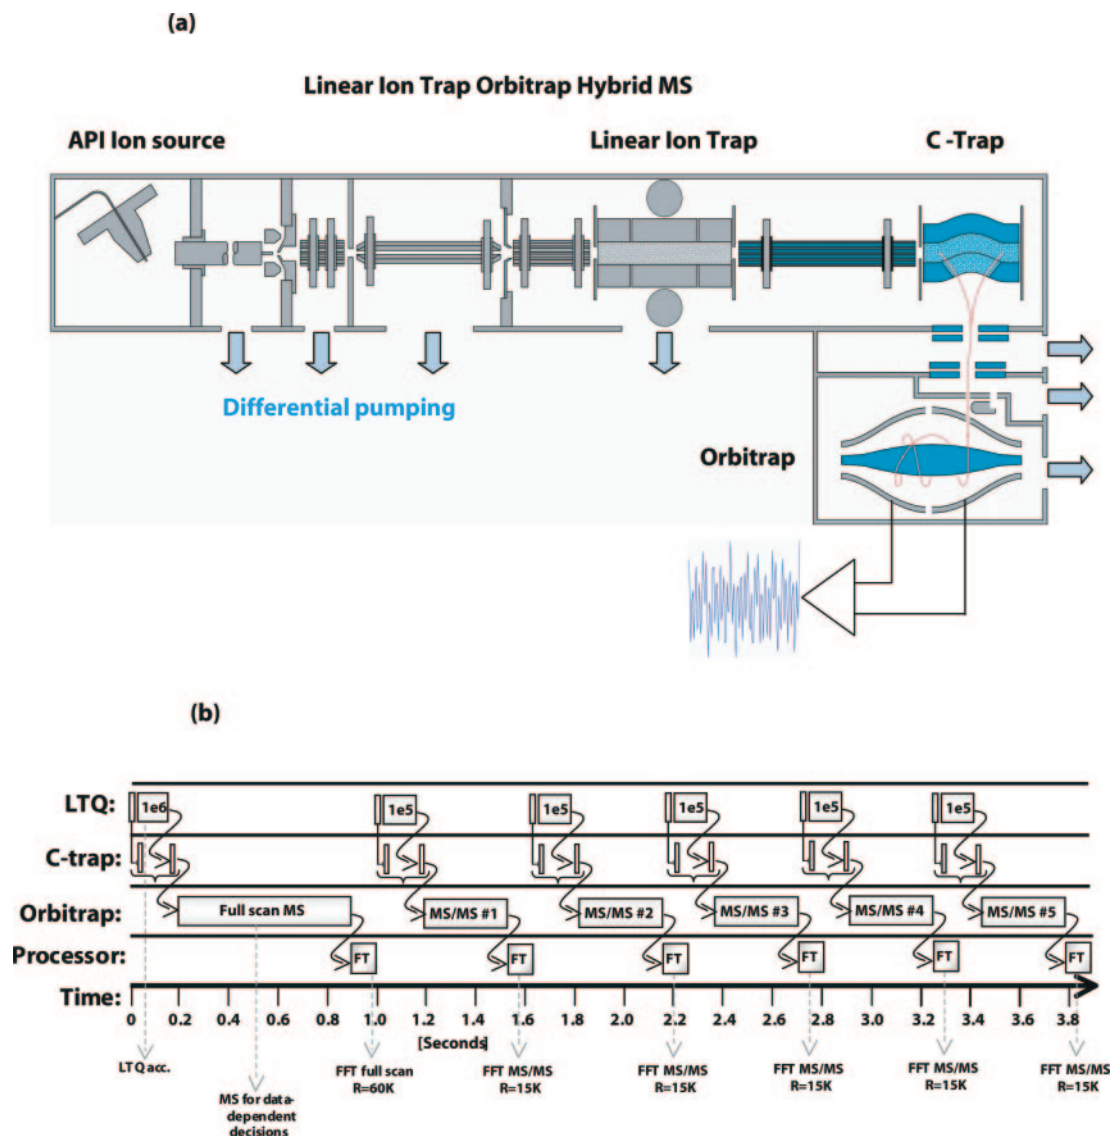 (a)
Linear Ion Trap Orbitrap Hybrid MS
API Ion source
Linear Ion Trap
C -Trap
Differential pumping
Orbitrap
(b)
LTQ:
1e6
1e5
1e5
1e5
1e5
1e5
C-trap:
Orbitrap:
Full scan MS
MS/MS #1
MS/MS #2
MS/MS #3
MS/MS #4
MS/MS #5
Processor:
FT
FT
FT
FT
FT
FT
Time:
0 0.2 0.4 0.6 0.8 1.0 1.2 1.4 1.6 1.8 2.0 2.2 2.4 2.6 2.8 3.0 3.2 3.4 3.6 3.8
[Seconds]
LTQ acc.
MS for data-
dependent
decisions
FFT full scan
R=60K
FFT MS/MS
R=15K
FFT MS/MS
R=15K
FFT MS/MS
R=15K
FFT MS/MS
R=15K
FFT MS/MS
R=15K